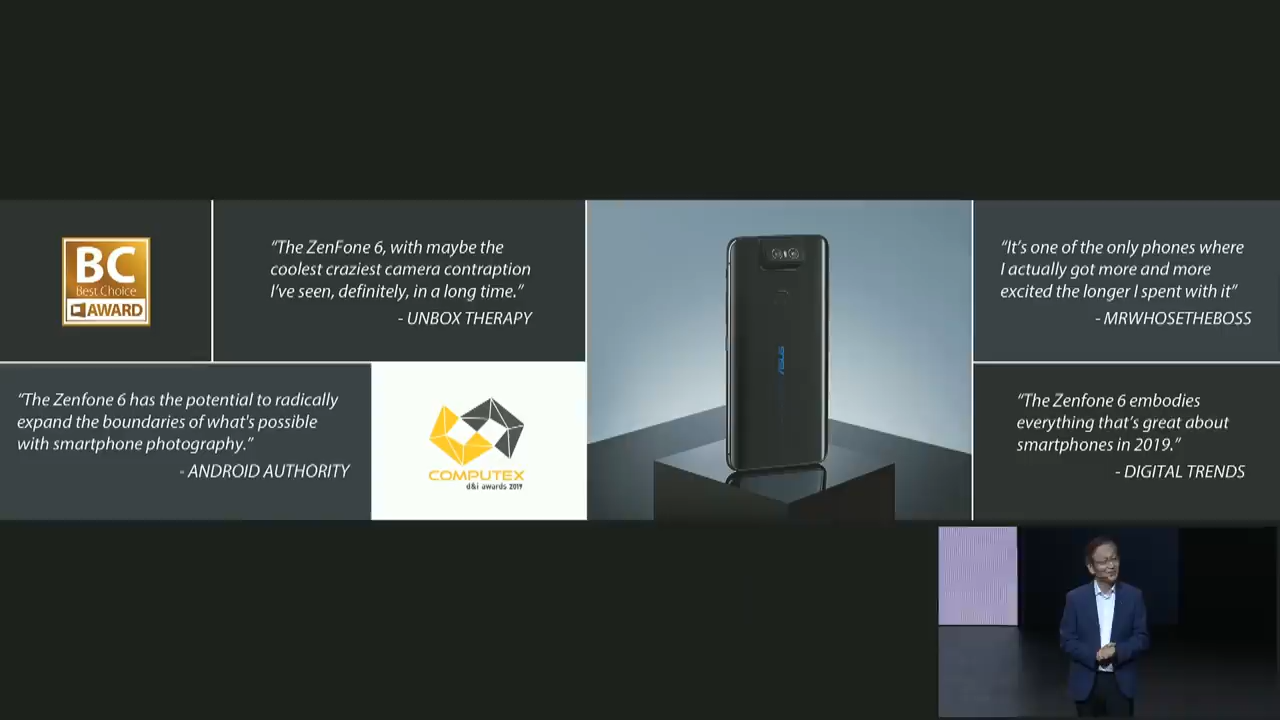 BC
Best Choice
AWARD
“The ZenFone 6, with maybe the
coolest craziest camera contraption
I’ve seen, definitely, in a long time.”
- UNBOX THERAPY
“The Zenfone 6 has the potential to radically
expand the boundaries of what's possible
with smartphone photography.”
- ANDROID AUTHORITY
COMPUTEX
d&i awards 2019
ASUS
“It’s one of the only phones where
I actually got more and more
excited the longer I spent with it”
- MRWHOSETHEBOSS
“The Zenfone 6 embodies
everything that’s great about
smartphones in 2019.”
- DIGITAL TRENDS